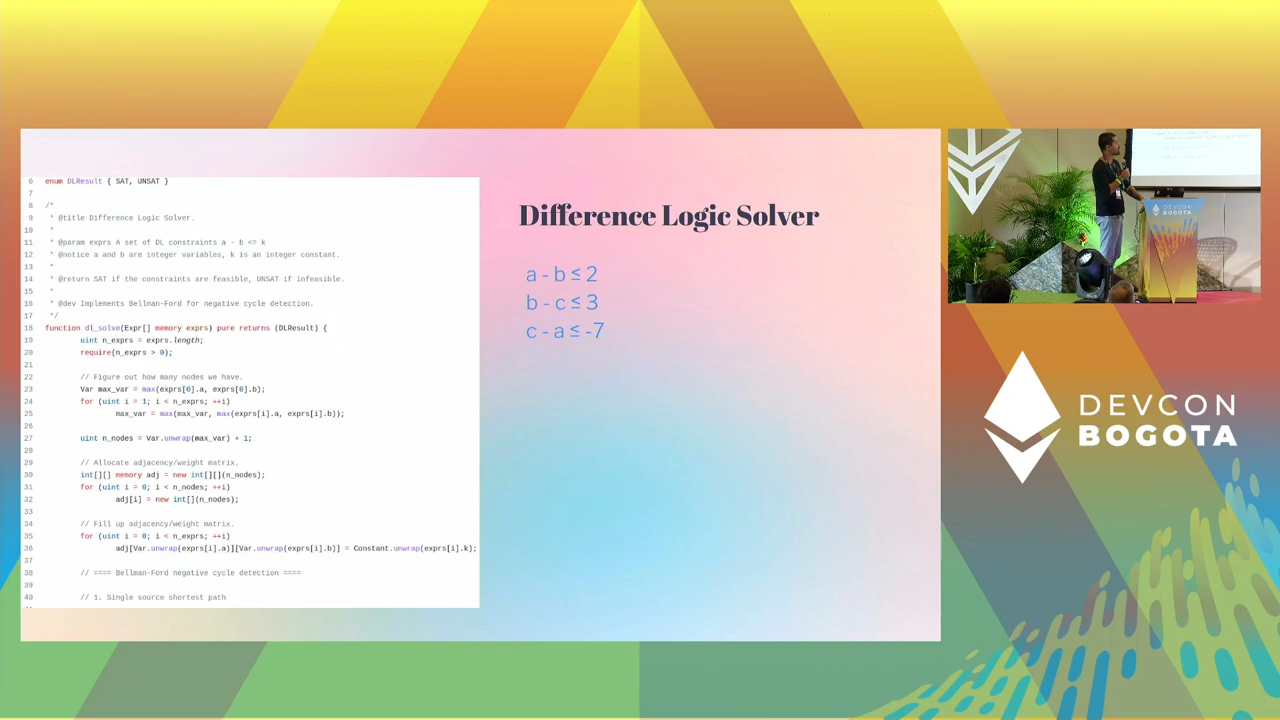 6 enum DLResult { SAT, UNSAT }
7
8 /*
9 * @title Difference Logic Solver.
10 *
11 * @param exprs A set of DL constraints a - b <= k
12 * @notice a and b are integer variables, k is an integer constant.
13 *
14 * @return SAT if the constraints are feasible, UNSAT if infeasible.
15 *
16 * @dev Implements Bellman-Ford for negative cycle detection.
17 */
18 function dl_solve(Expr[] memory exprs) pure returns (DLResult) {
19 uint n_exprs = exprs.length;
20 require(n_exprs > 0);
21
22 // Figure out how many nodes we have.
23 Var max_var = max(exprs[0].a, exprs[0].b);
24 for (uint i = 1; i < n_exprs; ++i)
25 max_var = max(max_var, max(exprs[i].a, exprs[i].b));
26
27 uint n_nodes = Var.unwrap(max_var) + 1;
28
29 // Allocate adjacency/weight matrix.
30 int[][] memory adj = new int[][](n_nodes);
31 for (uint i = 0; i < n_nodes; ++i)
32 adj[i] = new int[](n_nodes);
33
34 // Fill up adjacency/weight matrix.
35 for (uint i = 0; i < n_exprs; ++i)
36 adj[Var.unwrap(exprs[i].a)][Var.unwrap(exprs[i].b)] = Constant.unwrap(exprs[i].k);
37
38 // ==== Bellman-Ford negative cycle detection ====
39
40 // 1. Single source shortest path
Difference Logic Solver
a - b ≤ 2
b - c ≤ 3
c - a ≤ -7
DEVCON
BOGOTA
DEVCON
BOGOTA